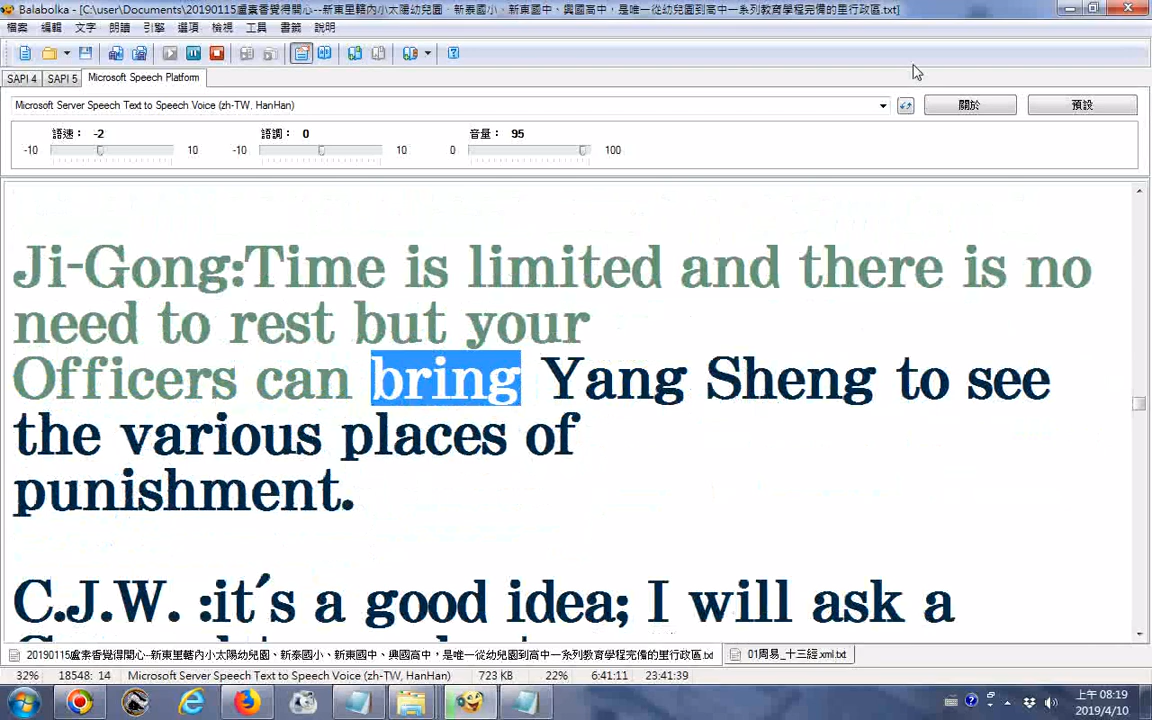 Balabolka - [C:\user\Documents\20190115盧素香覺得開心--新東里轄內小太陽幼兒園、新泰國小、新東國中、興國高中，是唯一從幼兒園到高中一系列教育學程完備的里行政區.txt]
檔案 編輯 文字 朗讀 引擎 選項 檢視 工具 書籤 說明
SAPI 4 SAPI 5 Microsoft Speech Platform
Microsoft Server Speech Text to Speech Voice (zh-TW, HanHan) 關於 預設
語速： -2 語調： 0 音量： 95
-10 10 -10 10 0 100
Ji-Gong:Time is limited and there is no
need to rest but your
Officers can bring Yang Sheng to see
the various places of
punishment.
C.J.W. :it's a good idea; I will ask a
20190115盧素香覺得開心--新東里轄內小太陽幼兒園、新泰國小、新東國中、興國高中，是唯一從幼兒園到高中一系列教育學程完備的里行政區.txt 01周易_十三經.xml.txt
32% 18548: 14 Microsoft Server Speech Text to Speech Voice (zh-TW, HanHan) 723 KB 22% 6:41:11 23:41:39
上午 08:19
2019/4/10